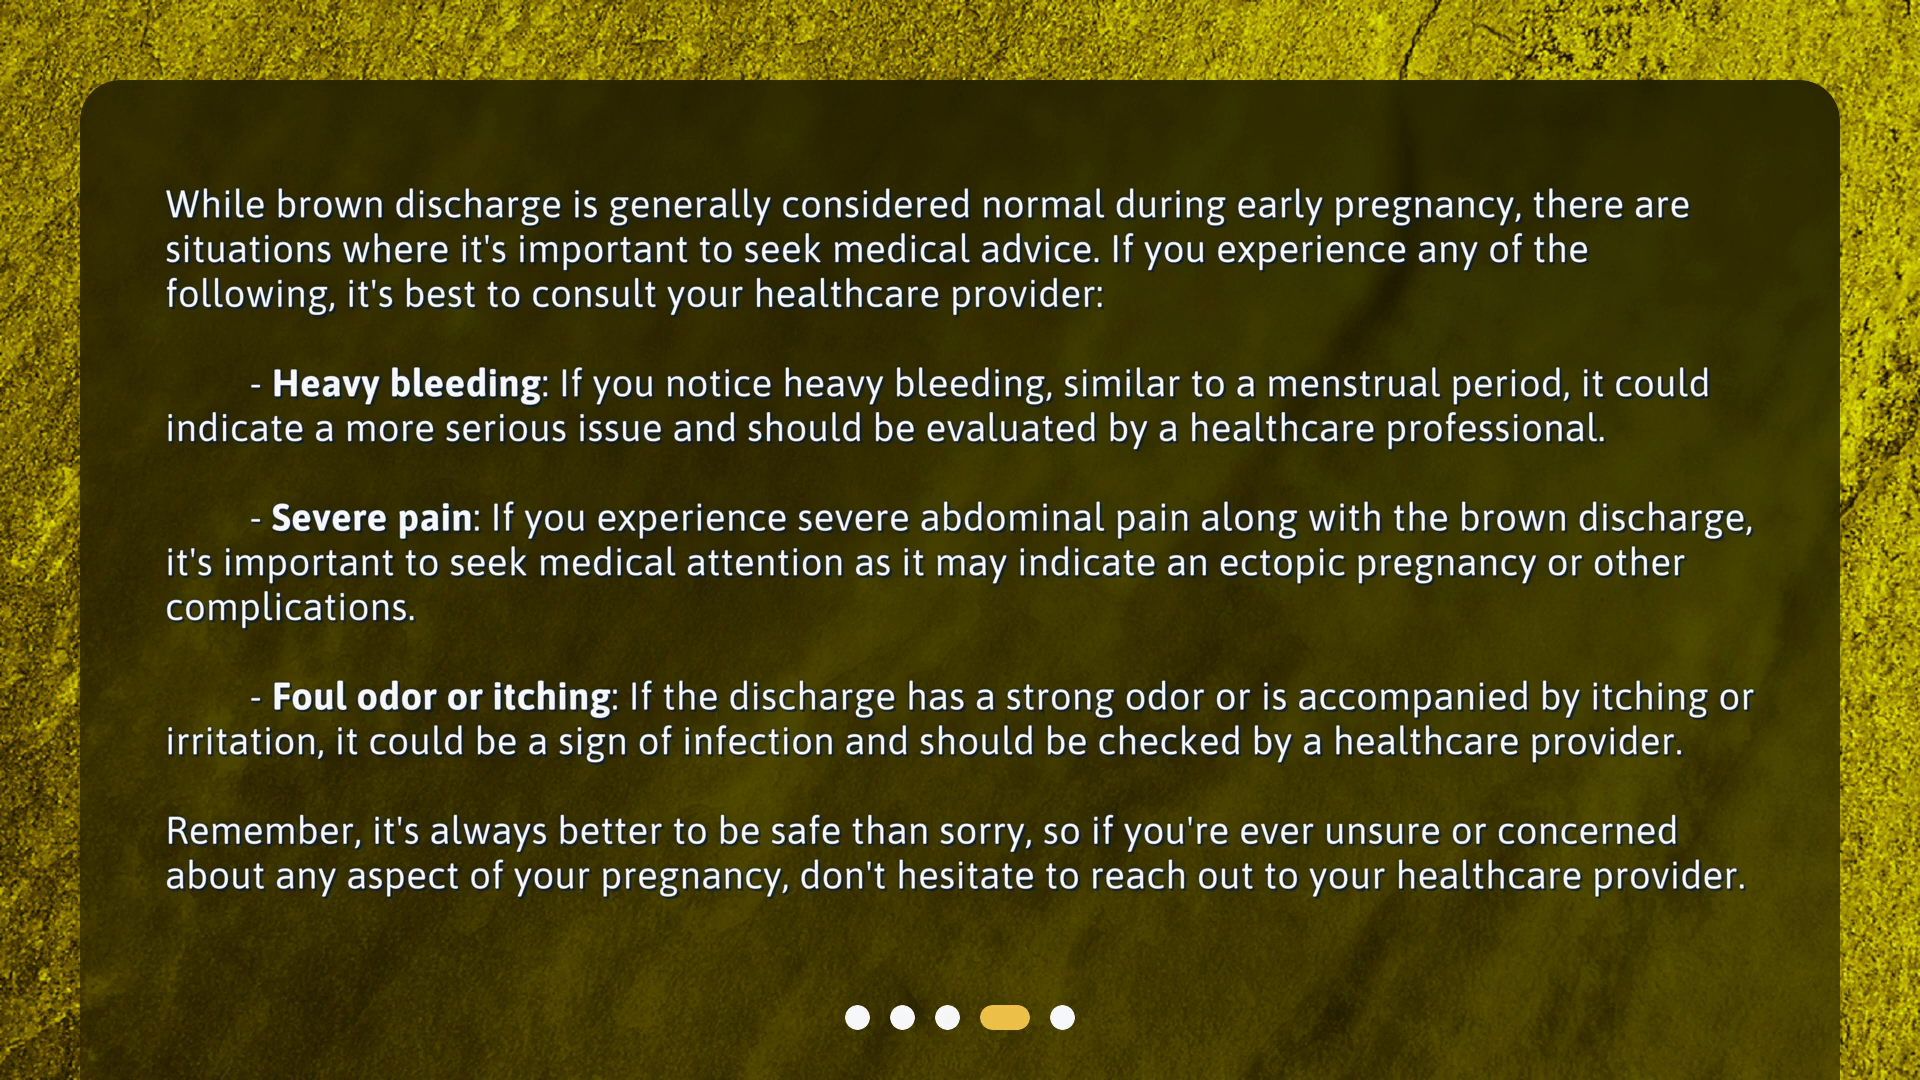 While brown discharge is generally considered normal during early pregnancy, there are
situations where it's important to seek medical advice. If you experience any of the
following, it's best to consult your healthcare provider:
- Heavy bleeding: If you notice heavy bleeding, similar to a menstrual period, it could
indicate a more serious issue and should be evaluated by a healthcare professional.
- Severe pain: If you experience severe abdominal pain along with the brown discharge,
it's important to seek medical attention as it may indicate an ectopic pregnancy or other
complications.
- Foul odor or itching: If the discharge has a strong odor or is accompanied by itching or
irritation, it could be a sign of infection and should be checked by a healthcare provider.
Remember, it's always better to be safe than sorry, so if you're ever unsure or concerned
about any aspect of your pregnancy, don't hesitate to reach out to your healthcare provider.